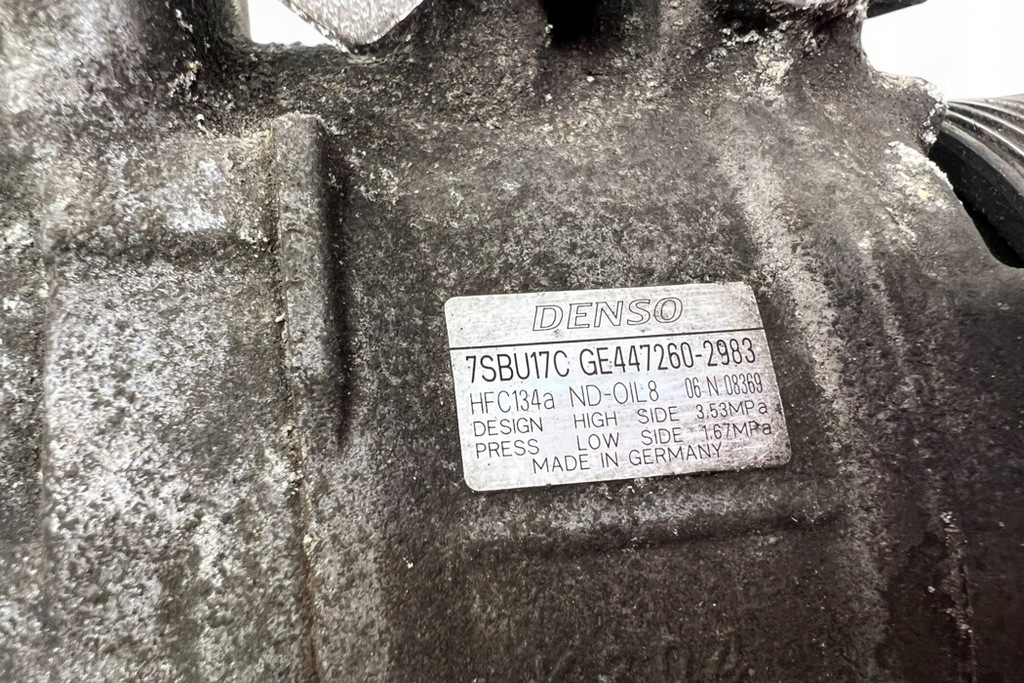 DENSO
7SBU17C GE447260-2983
HFC134a ND-OIL8 06-N-08369
DESIGN HIGH SIDE 3.53MPa
PRESS LOW SIDE 1.67MPa
MADE IN GERMANY